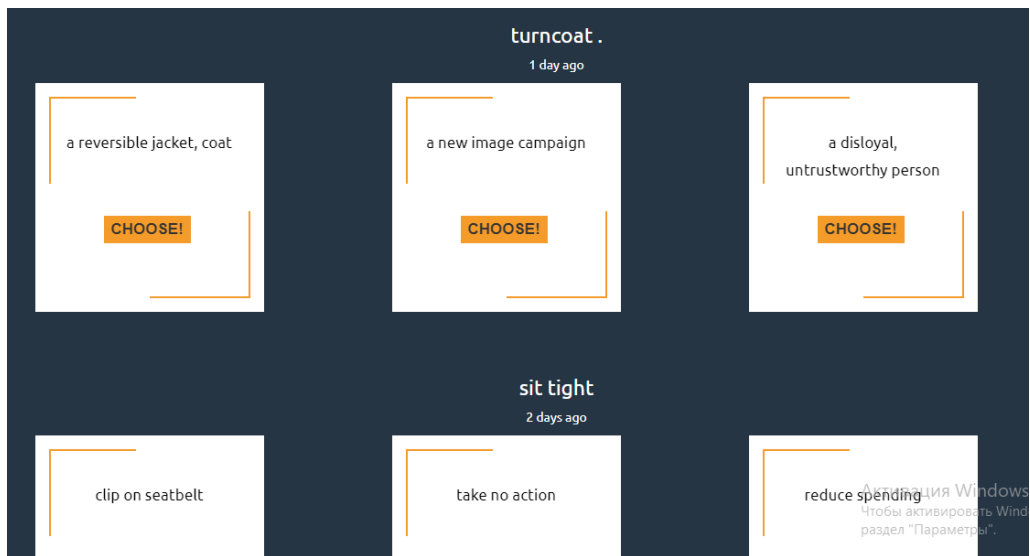 turncoat .
1 day ago
a reversible jacket, coat
CHOOSE!
a new image campaign
CHOOSE!
a disloyal,
untrustworthy person
CHOOSE!
sit tight
2 days ago
clip on seatbelt
take no action
reduce spending
Активация Windows
Чтобы активировать Wind
раздел "Параметры".